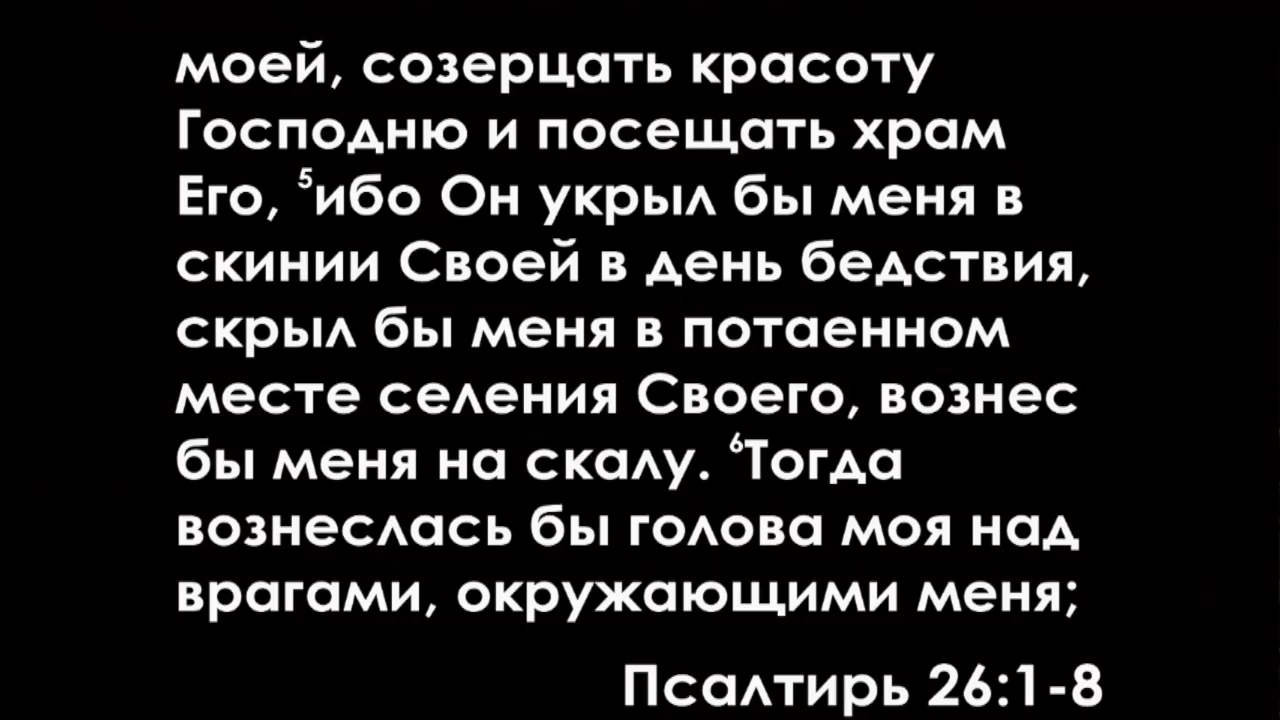 моей, созерцать красоту
Господню и посещать храм
Его, ⁵ибо Он укрыл бы меня в
скинии Своей в день бедствия,
скрыл бы меня в потаенном
месте селения Своего, вознес
бы меня на скалу. ⁶Тогда
вознеслась бы голова моя над
врагами, окружающими меня;
Псалтирь 26:1-8